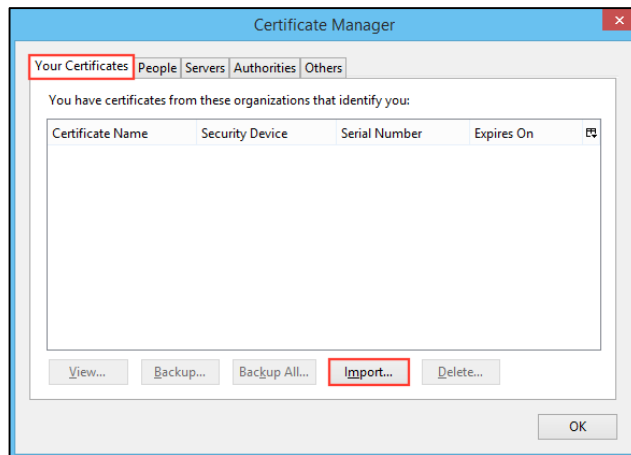 Certificate Manager
Your Certificates People Servers Authorities Others
You have certificates from these organizations that identify you:
Certificate Name Security Device Serial Number Expires On
View... Backup... Backup All... Import... Delete...
OK